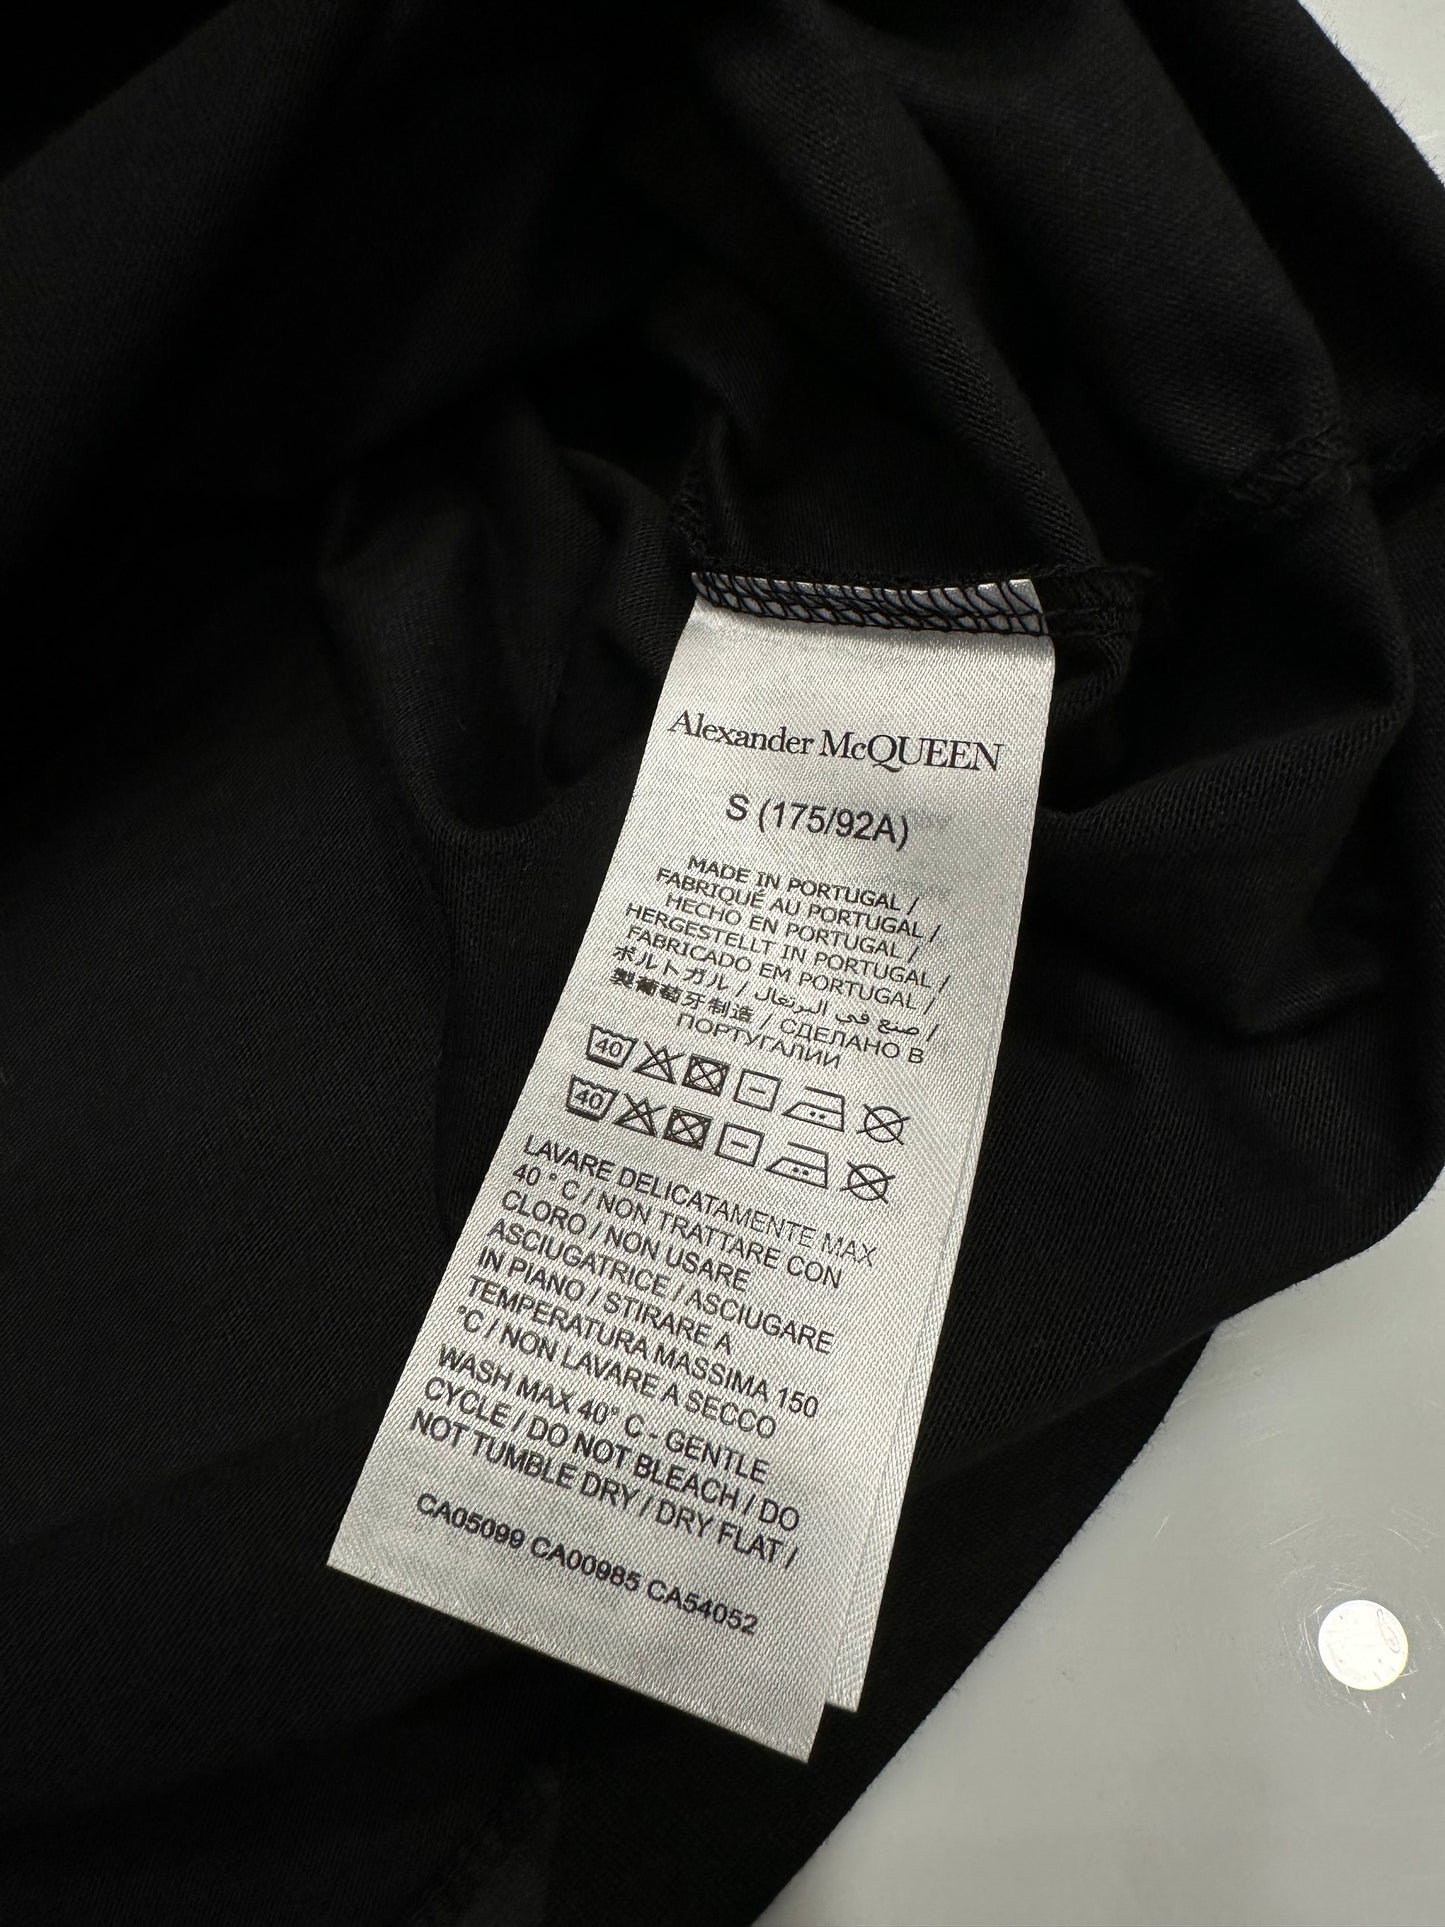 Alexander McQUEEN
S (175/92A)
MADE IN PORTUGAL /
FABRIQUÉ AU PORTUGAL /
HECHO EN PORTUGAL /
HERGESTELLT IN PORTUGAL /
FABRICADO EM PORTUGAL /
ポルトガル / صنع في البرتغال /
製葡萄牙制造 / СДЕЛАНО В
ПОРТУГАЛИИ
40
40
LAVARE DELICATAMENTE MAX
40 ° C / NON TRATTARE CON
CLORO / NON USARE
ASCIUGATRICE / ASCIUGARE
IN PIANO / STIRARE A
TEMPERATURA MASSIMA 150
°C / NON LAVARE A SECCO
WASH MAX 40° C - GENTLE
CYCLE / DO NOT BLEACH / DO
NOT TUMBLE DRY / DRY FLAT /
CA05099 CA00985 CA54052